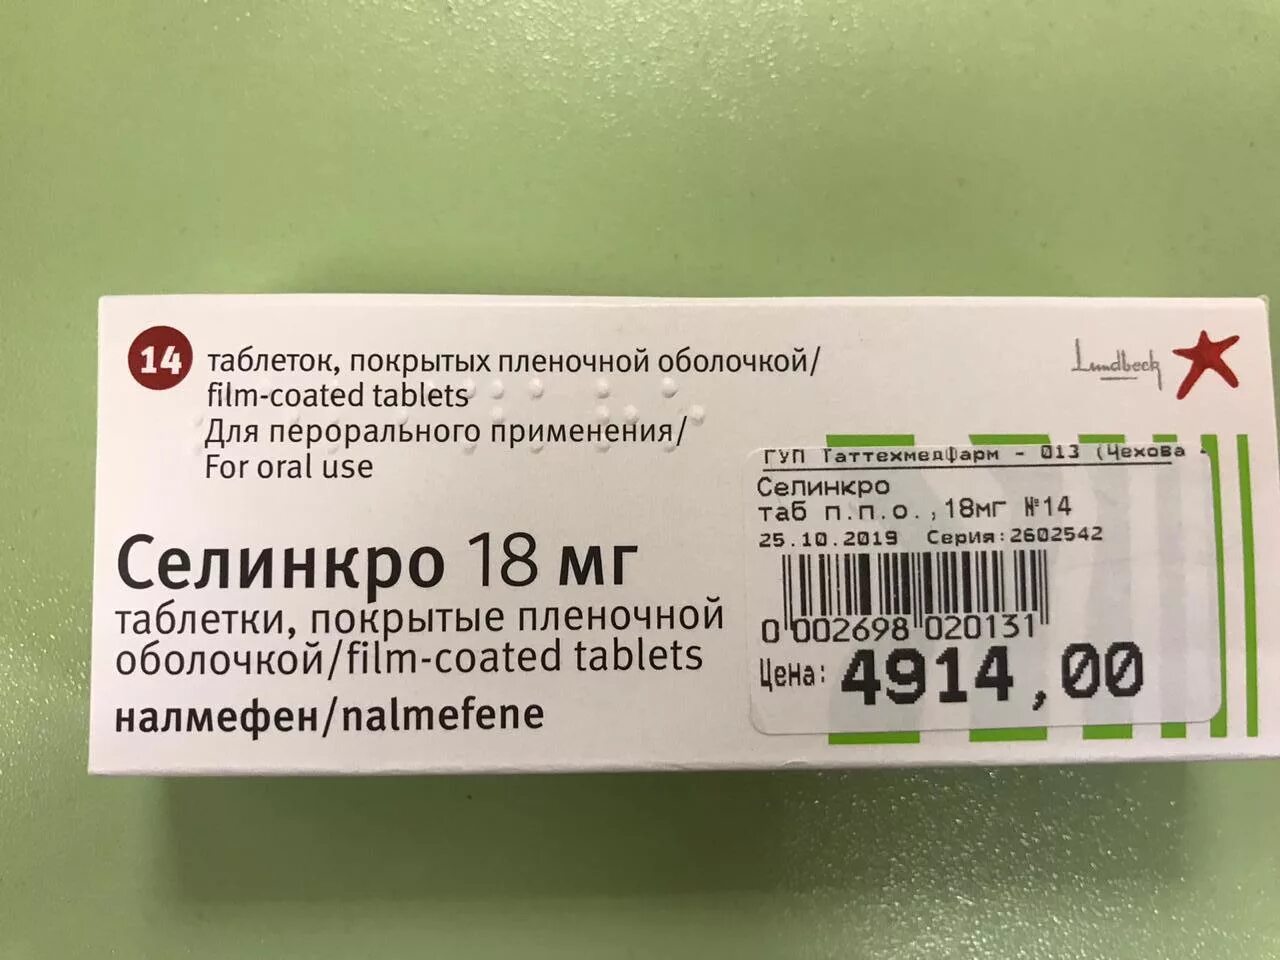 14
таблеток, покрытых пленочной оболочкой/
film-coated tablets
Для перорального применения/
For oral use
Lundbeck
Селинкро 18 мг
таблетки, покрытые пленочной
оболочкой/film-coated tablets
налмефен/nalmefene
ГУП Таттехмедфарм - 013 (Чехова
Селинкро
таб п.п.о.,18мг №14
25.10.2019 Серия:2602542
0 002698 020131
Цена: 4914,00